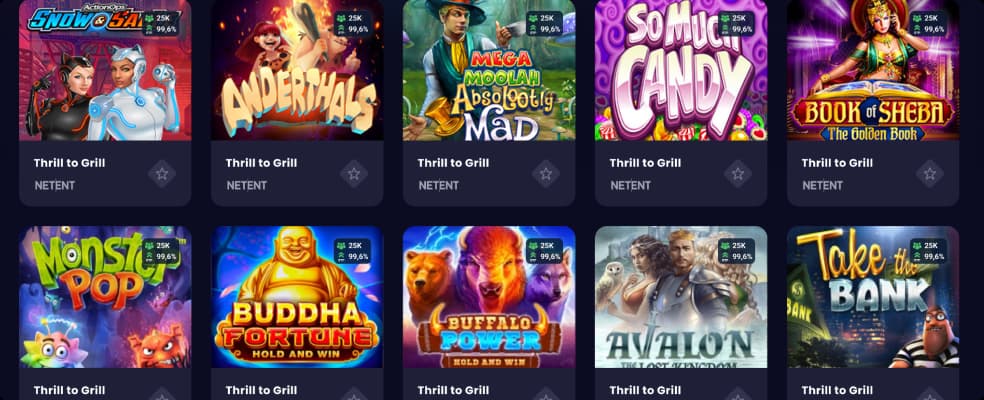 ActionOps
SNOW & SA
25K
99,6%
ANDERTHALS
25K
99,6%
MEGA
MOOLAH
Absolootly
MAD
25K
99,6%
SO MUCH
CANDY
25K
99,6%
BOOK of SHEBA
The Golden Book
25K
99,6%
Thrill to Grill
NETENT
Thrill to Grill
NETENT
Thrill to Grill
NETENT
Thrill to Grill
NETENT
Thrill to Grill
NETENT
Monster
POP
25K
99,6%
BUDDHA
FORTUNE
HOLD AND WIN
25K
99,6%
BUFFALO
POWER
HOLD AND WIN
25K
99,6%
AVALON
THE LOST KINGDOM
25K
99,6%
Take the
BANK
BANK
25K
99,6%
Thrill to Grill
Thrill to Grill
Thrill to Grill
Thrill to Grill
Thrill to Grill